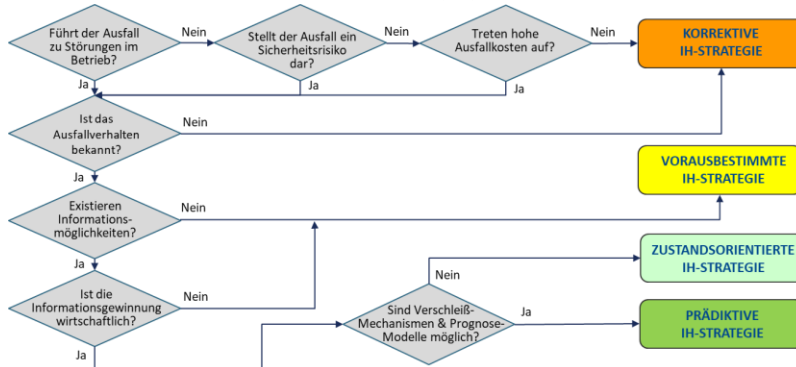 Führt der Ausfall
zu Störungen im
Betrieb?
Nein
Stellt der Ausfall ein
Sicherheitsrisiko
dar?
Nein
Treten hohe
Ausfallkosten auf?
Nein
KORREKTIVE
IH-STRATEGIE
Ja
Ja
Ja
Ist das
Ausfallverhalten
bekannt?
Nein
Ja
VORAUSBESTIMMTE
IH-STRATEGIE
Existieren
Informations-
möglichkeiten?
Nein
Ja
ZUSTANDSORIENTIERTE
IH-STRATEGIE
Nein
Ist die
Informationsgewinnung
wirtschaftlich?
Nein
Sind Verschleiß-
Mechanismen & Prognose-
Modelle möglich?
Ja
PRÄDIKTIVE
IH-STRATEGIE
Ja